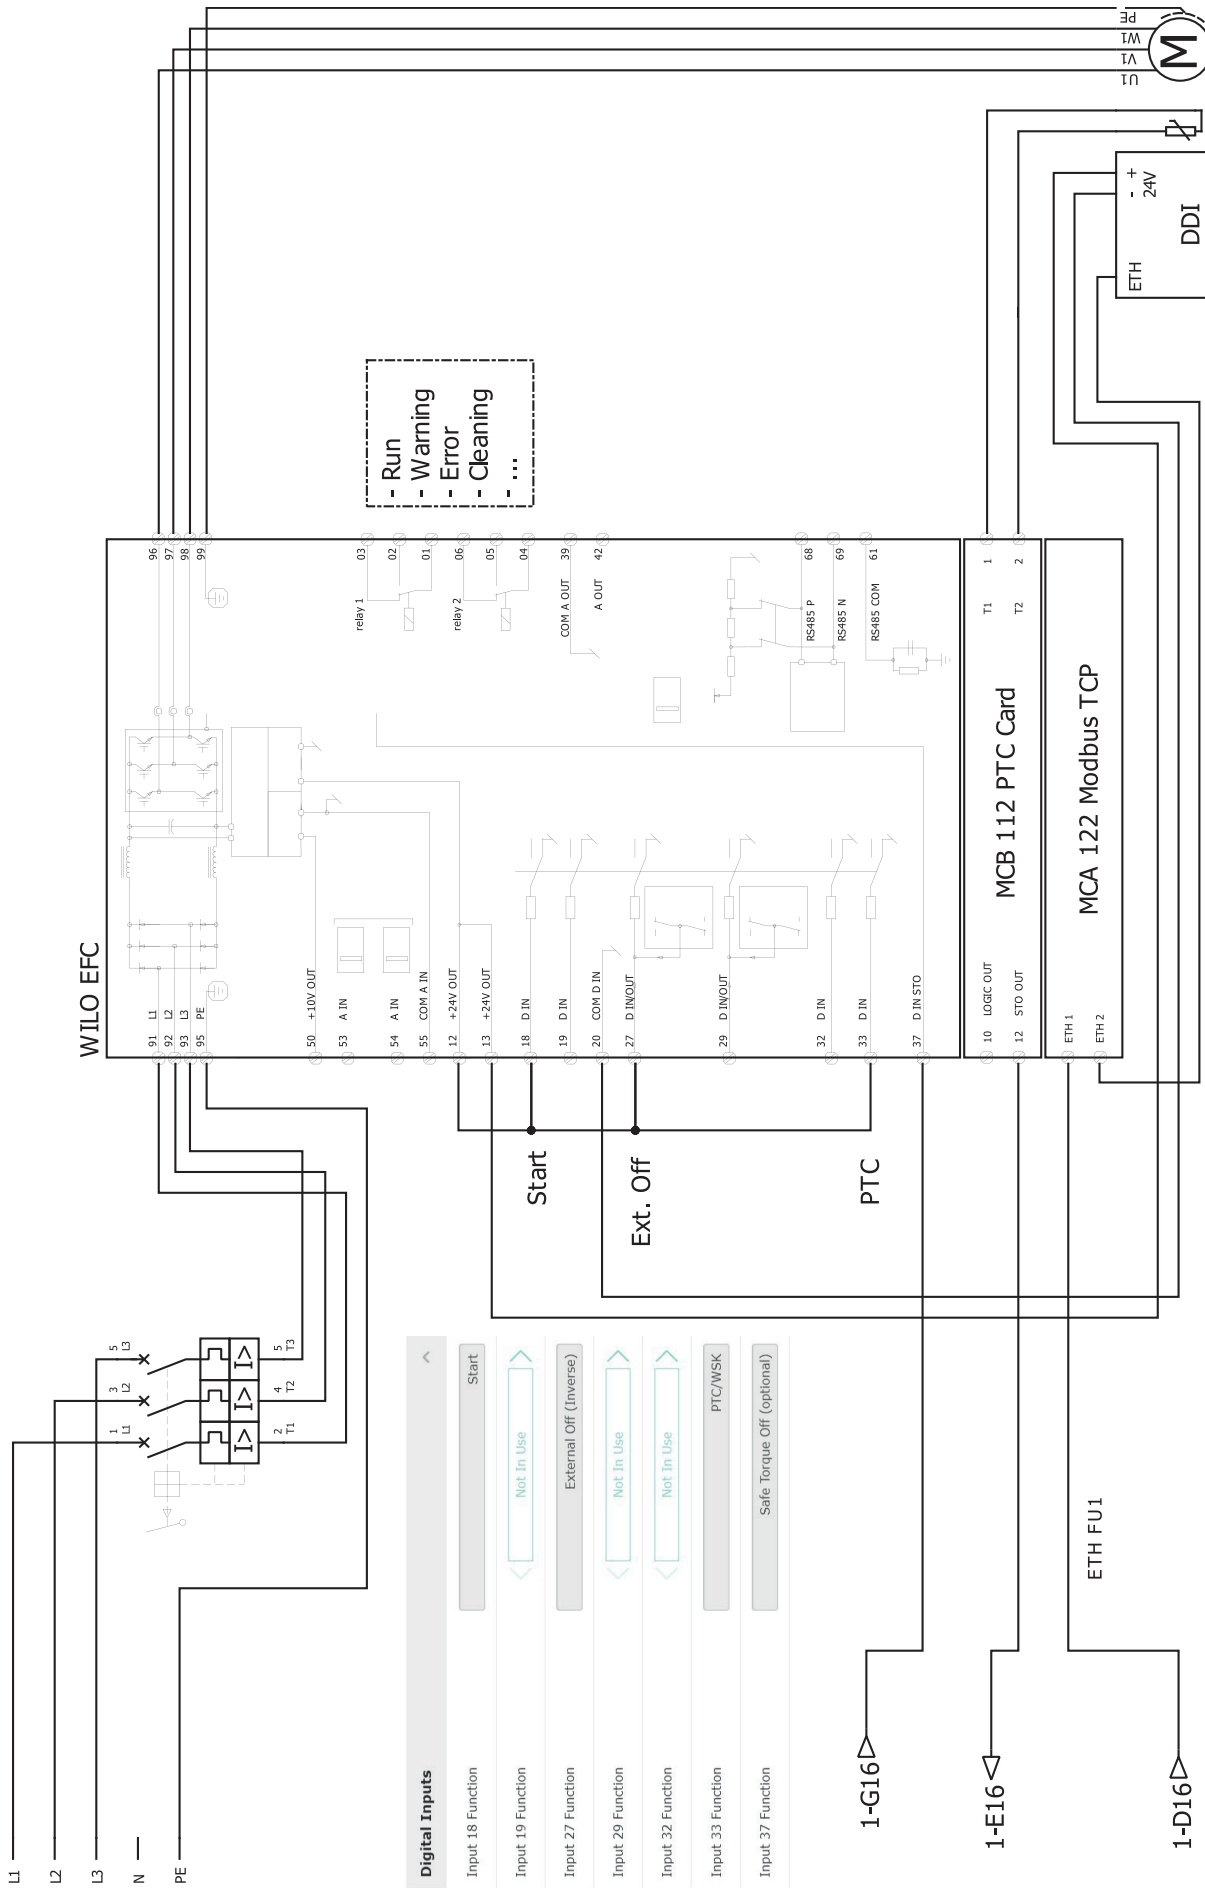 L1
L2
L3
N
PE
1 L1
3 L2
5 L3
I>
I>
I>
2 T1
4 T2
5 T3
WILO EFC
91 L1
92 L2
93 L3
95 PE
50 +10V OUT
53 A IN
54 A IN
55 COM A IN
12 +24V OUT
13 +24V OUT
18 D IN
19 D IN
20 COM D IN
27 D IN/OUT
29 D IN/OUT
32 D IN
33 D IN
37 D IN STO
96
97
98
99
relay 1
03
02
01
relay 2
06
05
04
COM A OUT 39
A OUT 42
RS485 P 68
RS485 N 69
RS485 COM 61
- Run
- Warning
- Error
- Cleaning
- ...
Start
Ext. Off
PTC
10 LOGIC OUT
12 STO OUT
MCB 112 PTC Card
T1 1
T2 2
ETH 1
ETH 2
MCA 122 Modbus TCP
U1
V1
W1
PE
M
ETH
- +
24V
DDI
Digital Inputs
Input 18 Function Start
Input 19 Function Not In Use
Input 27 Function External Off (Inverse)
Input 29 Function Not In Use
Input 32 Function Not In Use
Input 33 Function PTC/WSK
Input 37 Function Safe Torque Off (optional)
1-G16
1-E16
1-D16
ETH FU1